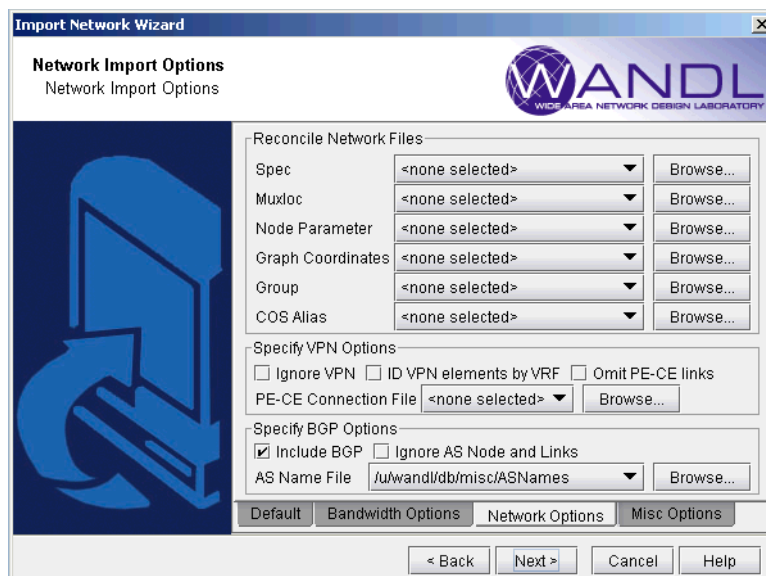 Import Network Wizard
Network Import Options
Network Import Options
WANDL
WIDE AREA NETWORK DESIGN LABORATORY
Reconcile Network Files
Spec <none selected> Browse...
Muxloc <none selected> Browse...
Node Parameter <none selected> Browse...
Graph Coordinates <none selected> Browse...
Group <none selected> Browse...
COS Alias <none selected> Browse...
Specify VPN Options
Ignore VPN ID VPN elements by VRF Omit PE-CE links
PE-CE Connection File <none selected> Browse...
Specify BGP Options
Include BGP Ignore AS Node and Links
AS Name File /u/wandl/db/misc/ASNames Browse...
Default Bandwidth Options Network Options Misc Options
< Back Next > Cancel Help